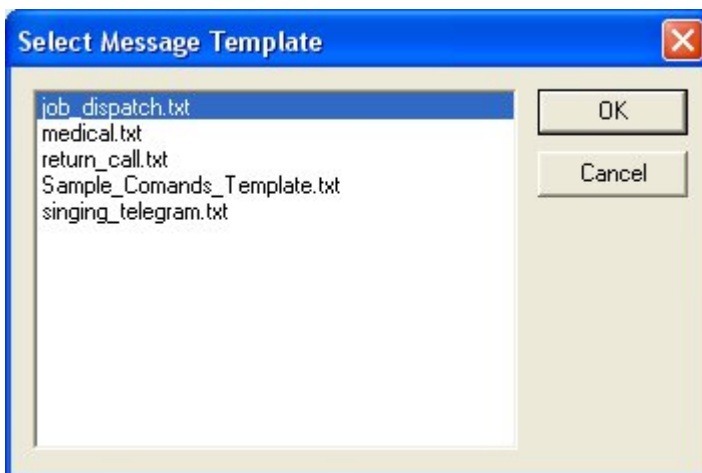 Select Message Template
job_dispatch.txt
medical.txt
return_call.txt
Sample_Comands_Template.txt
singing_telegram.txt
OK
Cancel